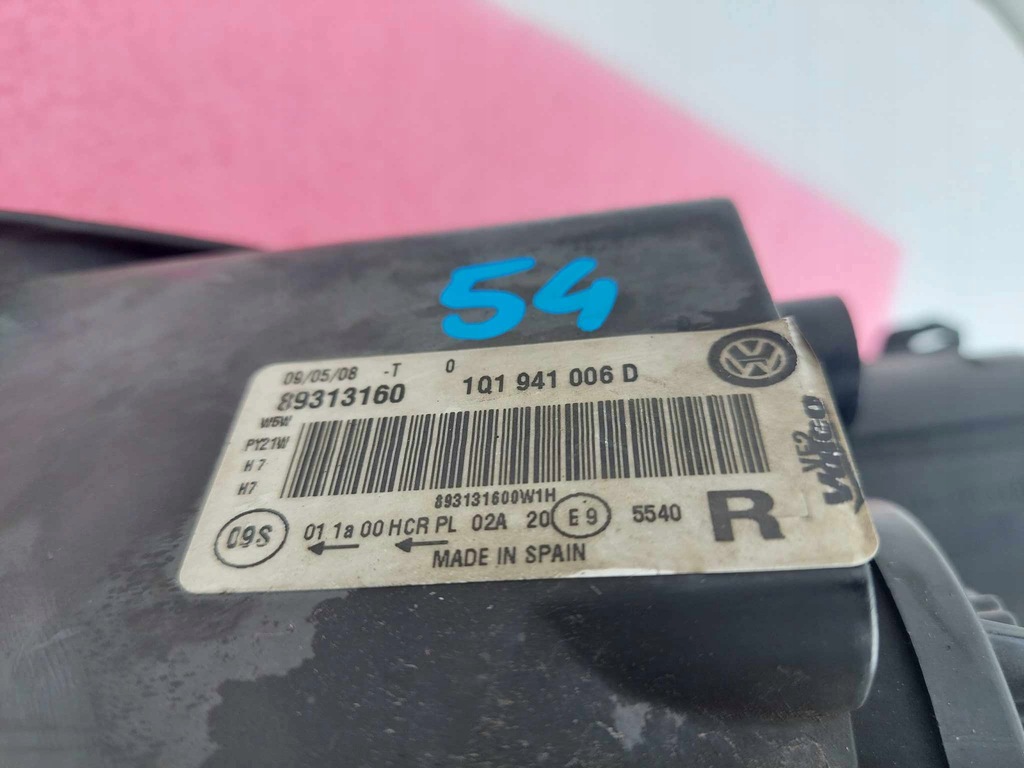 54
09/05/08 -T 0
89313160 1Q1 941 006 D
W5W
PY21W
H7
H7
893131600W1H
09S 01 1a 00 HCR PL 02A 20 E9 5540 R
MADE IN SPAIN
Valeo